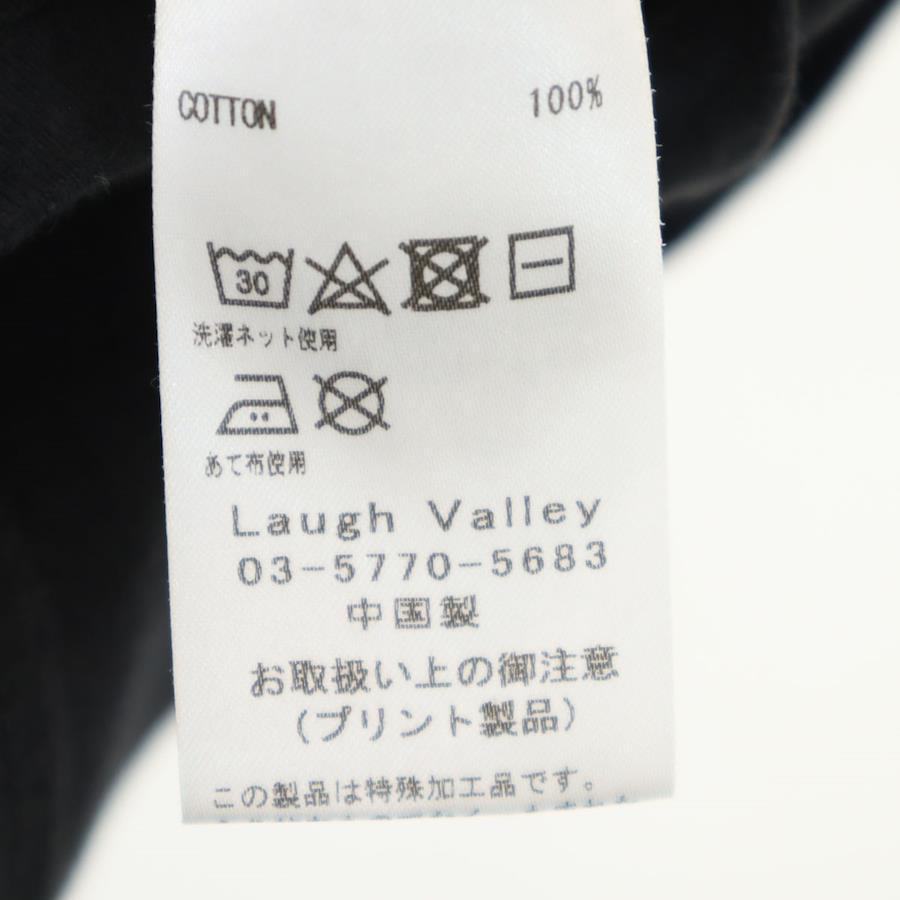 COTTON 100%
30
洗濯ネット使用
あて布使用
Laugh Valley
03-5770-5683
中国製
お取扱い上の御注意
(プリント製品)
この製品は特殊加工品です。